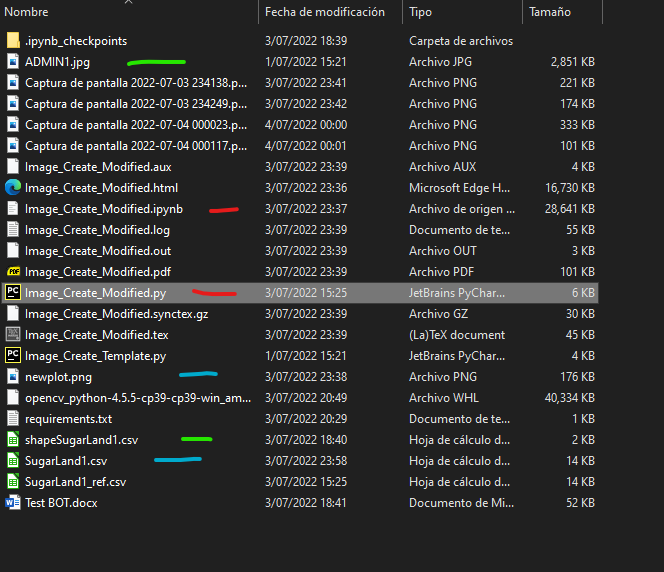 Nombre Fecha de modificación Tipo Tamaño
.ipynb_checkpoints 3/07/2022 18:39 Carpeta de archivos
ADMIN1.jpg 1/07/2022 15:21 Archivo JPG 2,851 KB
Captura de pantalla 2022-07-03 234138.p... 3/07/2022 23:41 Archivo PNG 221 KB
Captura de pantalla 2022-07-03 234249.p... 3/07/2022 23:42 Archivo PNG 174 KB
Captura de pantalla 2022-07-04 000023.p... 4/07/2022 00:00 Archivo PNG 333 KB
Captura de pantalla 2022-07-04 000117.p... 4/07/2022 00:01 Archivo PNG 101 KB
Image_Create_Modified.aux 3/07/2022 23:39 Archivo AUX 4 KB
Image_Create_Modified.html 3/07/2022 23:36 Microsoft Edge H... 16,730 KB
Image_Create_Modified.ipynb 3/07/2022 23:37 Archivo de origen ... 28,641 KB
Image_Create_Modified.log 3/07/2022 23:39 Documento de te... 55 KB
Image_Create_Modified.out 3/07/2022 23:39 Archivo OUT 3 KB
PDF Image_Create_Modified.pdf 3/07/2022 23:39 Archivo PDF 101 KB
PC Image_Create_Modified.py 3/07/2022 15:25 JetBrains PyChar... 6 KB
Image_Create_Modified.synctex.gz 3/07/2022 23:39 Archivo GZ 30 KB
Image_Create_Modified.tex 3/07/2022 23:39 (La)TeX document 45 KB
PC Image_Create_Template.py 1/07/2022 15:21 JetBrains PyChar... 4 KB
newplot.png 3/07/2022 23:38 Archivo PNG 176 KB
opencv_python-4.5.5-cp39-cp39-win_am... 3/07/2022 20:49 Archivo WHL 40,334 KB
requirements.txt 3/07/2022 20:29 Documento de te... 1 KB
shapeSugarLand1.csv 3/07/2022 18:40 Hoja de cálculo d... 2 KB
SugarLand1.csv 3/07/2022 23:58 Hoja de cálculo d... 14 KB
SugarLand1_ref.csv 3/07/2022 15:25 Hoja de cálculo d... 14 KB
W Test BOT.docx 3/07/2022 18:41 Documento de Mi... 52 KB